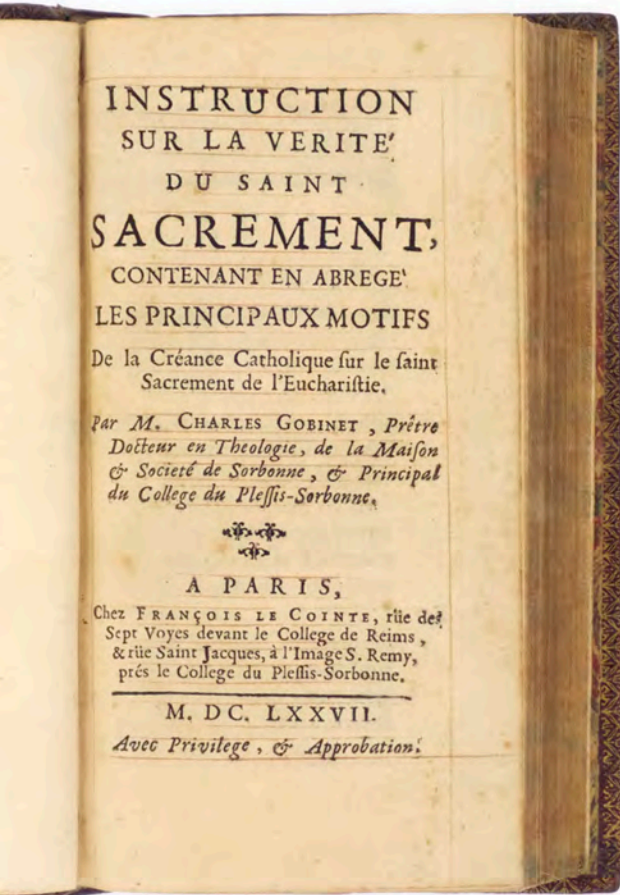 INSTRUCTION
SUR LA VERITE'
DU SAINT
SACREMENT,
CONTENANT EN ABREGE'
LES PRINCIPAUX MOTIFS
De la Créance Catholique ſur le ſaint
Sacrement de l'Euchariſtie.
Par M. CHARLES GOBINET, Prêtre
Docteur en Theologie, de la Maiſon
& Societé de Sorbonne, & Principal
du College du Pleſſis-Sorbonne.
A PARIS,
Chez FRANÇOIS LE COINTE, rüe des
Sept Voyes devant le College de Reims,
& rüe Saint Jacques, à l'Image S. Remy,
prés le College du Pleſſis-Sorbonne.
M. DC. LXXVII.
Avec Privilege, & Approbation.